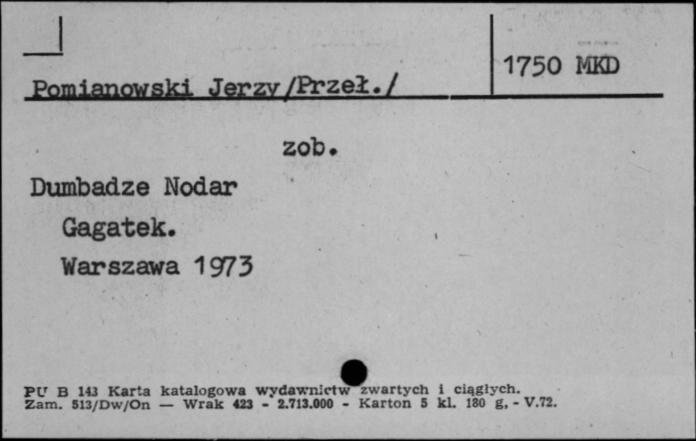 1750 MKD
Pomianowski Jerzy/Przeł./
zob.
Dumbadze Nodar
Gagatek.
Warszawa 1973
PU B 143 Karta katalogowa wydawnictw zwartych i ciągłych.
Zam. 513/Dw/On — Wrak 423 - 2.713.000 - Karton 5 kl. 180 g. - V.72.